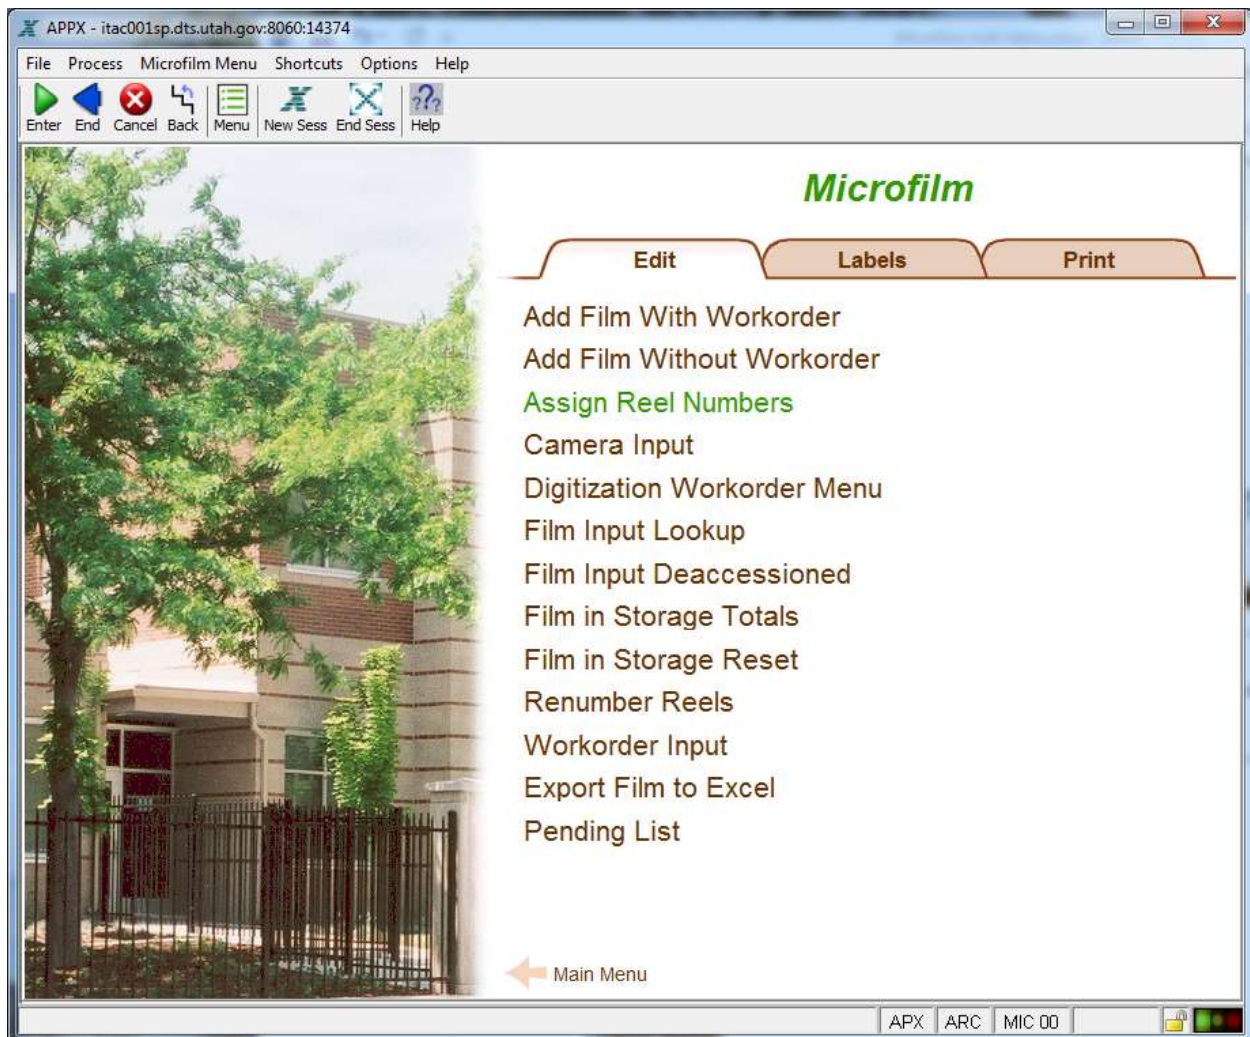 APPX - itac001sp.dts.utah.gov:8060:14374
File Process Microfilm Menu Shortcuts Options Help
Enter End Cancel Back Menu New Sess End Sess ??? Help
Microfilm
Edit Labels Print
Add Film With Workorder
Add Film Without Workorder
Assign Reel Numbers
Camera Input
Digitization Workorder Menu
Film Input Lookup
Film Input Deaccessioned
Film in Storage Totals
Film in Storage Reset
Renumber Reels
Workorder Input
Export Film to Excel
Pending List
Main Menu
APX ARC MIC 00